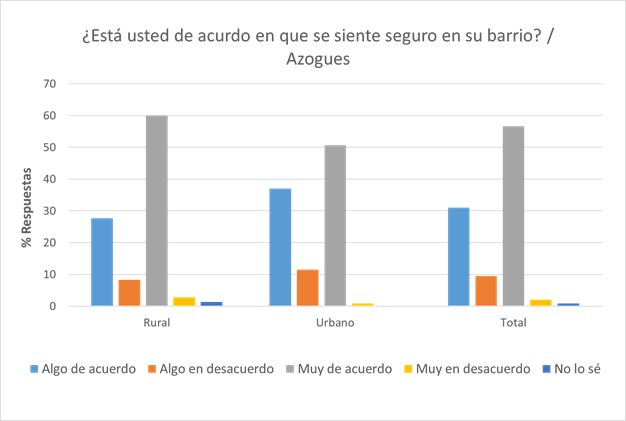 ¿Está usted de acurdo en que se siente seguro en su barrio? /
Azogues
% Respuestas
70
60
50
40
30
20
10
0
Rural
Urbano
Total
Algo de acuerdo
Algo en desacuerdo
Muy de acuerdo
Muy en desacuerdo
No lo sé